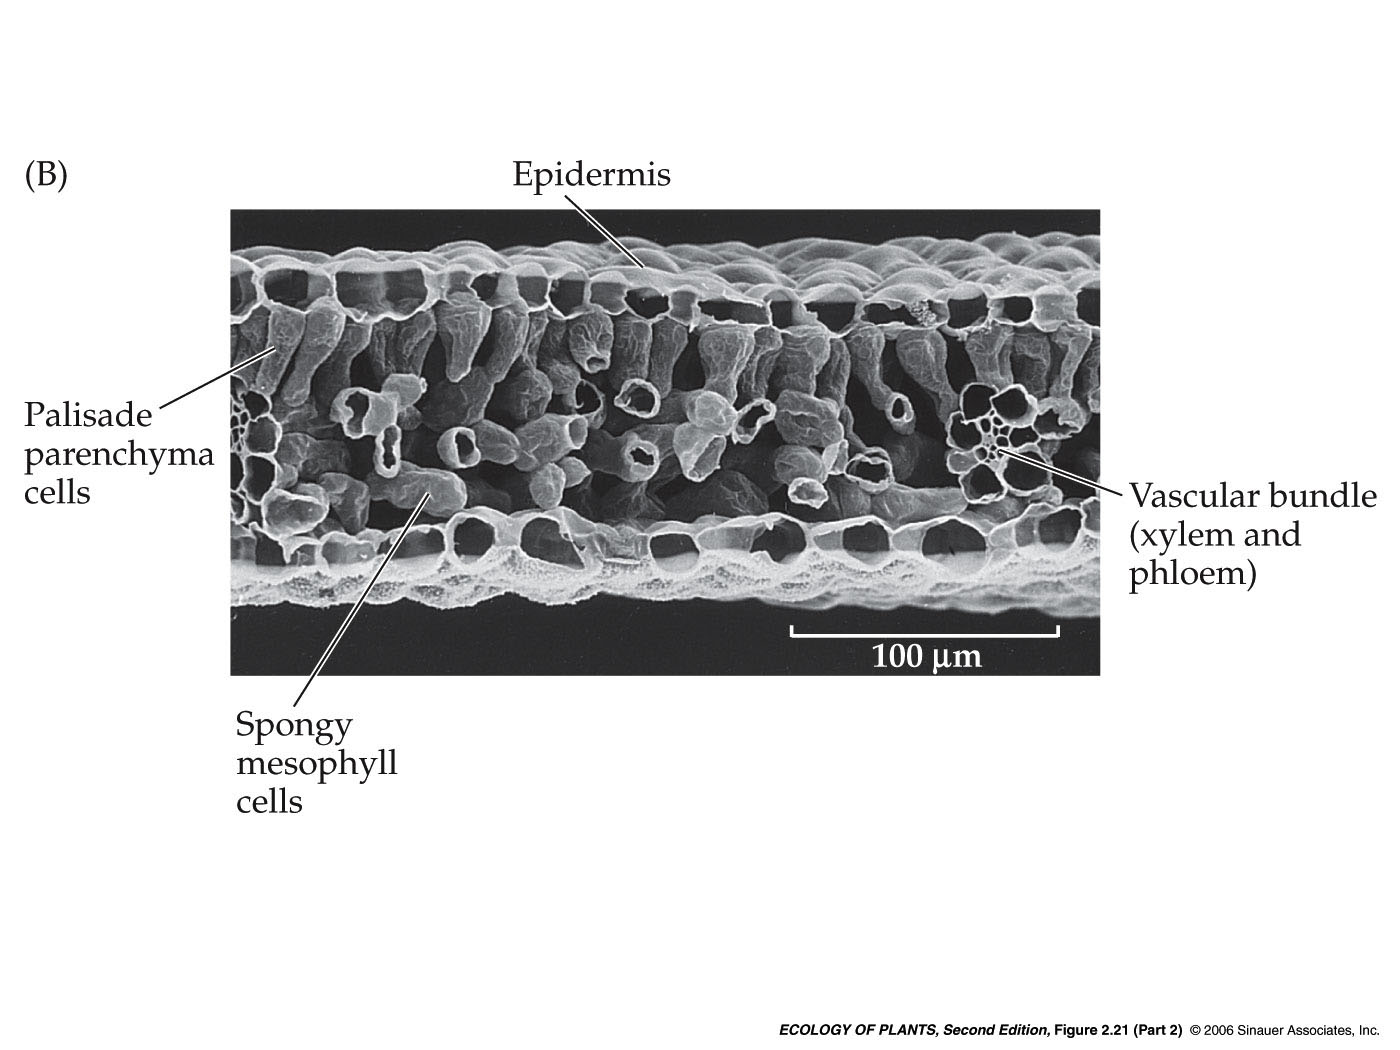 (B)
Epidermis
Palisade
parenchyma
cells
Vascular bundle
(xylem and
phloem)
100 µm
Spongy
mesophyll
cells
ECOLOGY OF PLANTS, Second Edition, Figure 2.21 (Part 2) © 2006 Sinauer Associates, Inc.